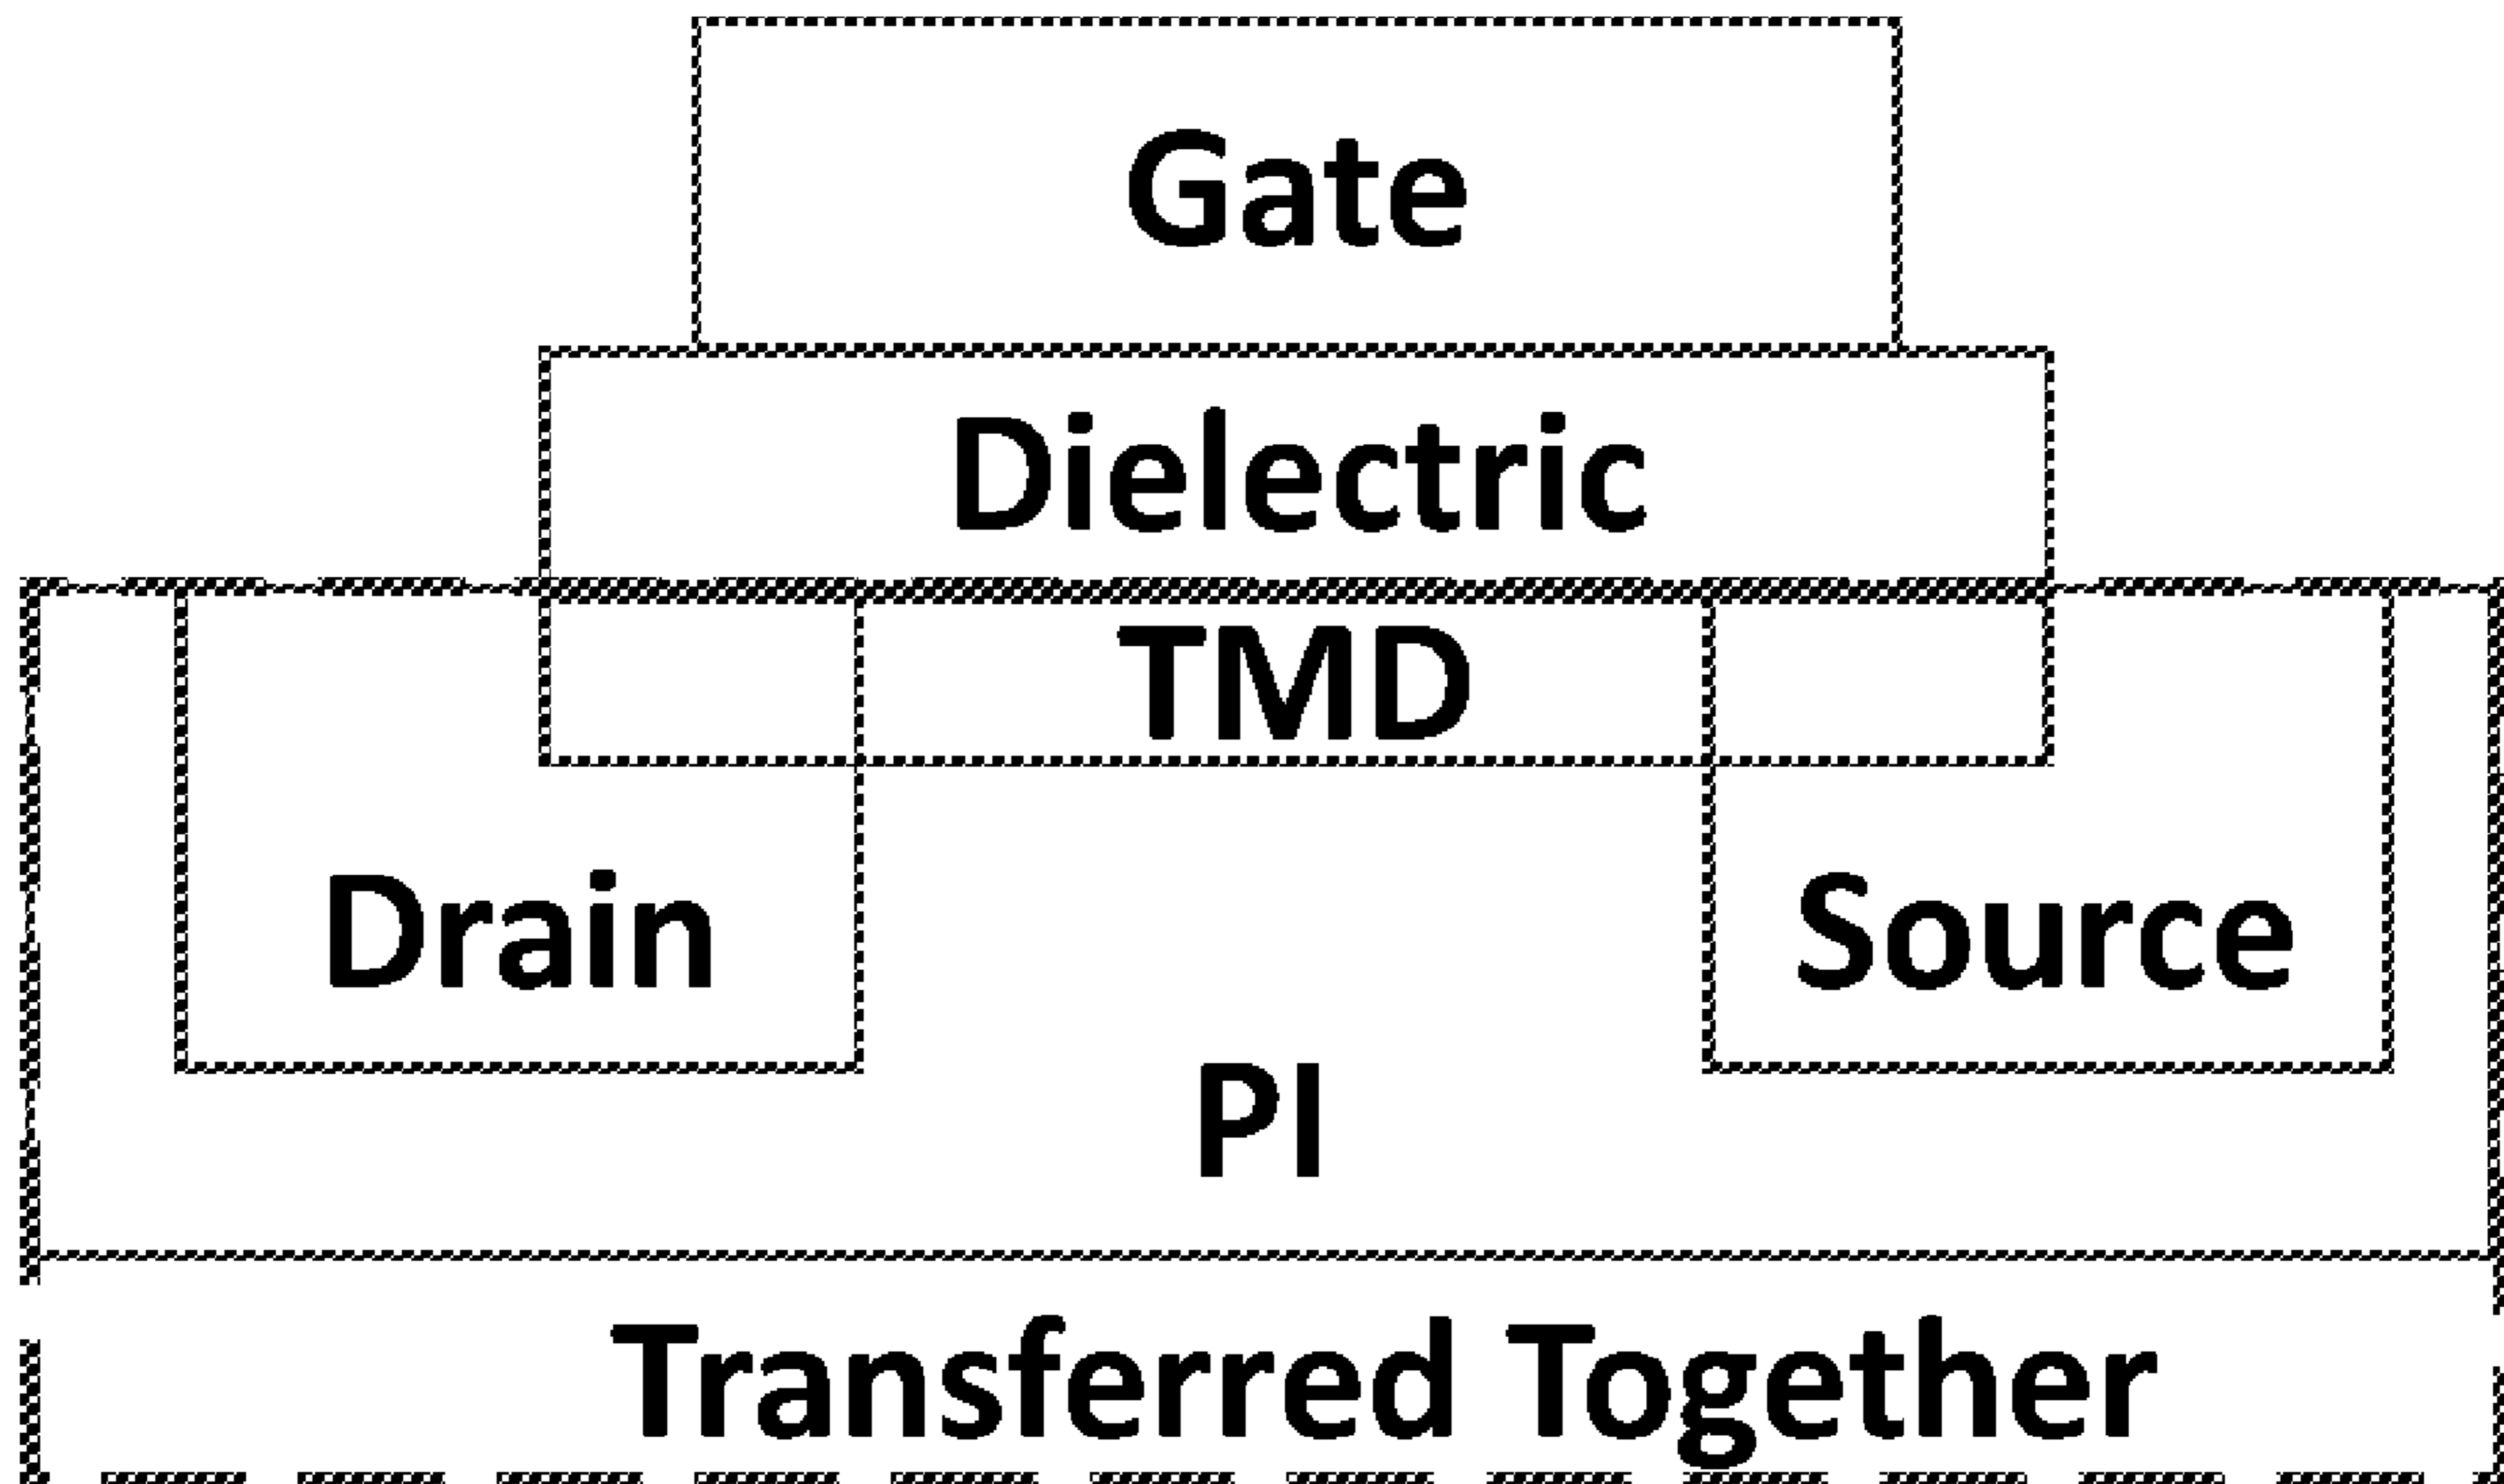 Gate
Dielectric
TMD
Drain
Source
PI
Transferred Together